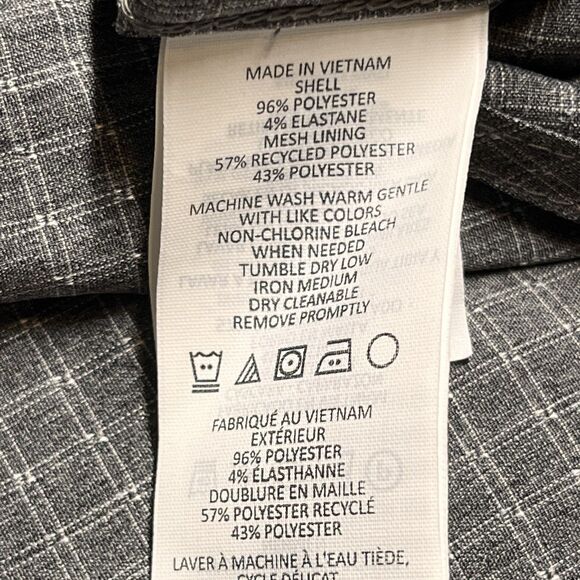 MADE IN VIETNAM
SHELL
96% POLYESTER
4% ELASTANE
MESH LINING
57% RECYCLED POLYESTER
43% POLYESTER
MACHINE WASH WARM GENTLE
WITH LIKE COLORS
NON-CHLORINE BLEACH
WHEN NEEDED
TUMBLE DRY LOW
IRON MEDIUM
DRY CLEANABLE
REMOVE PROMPTLY
FABRIQUÉ AU VIETNAM
EXTÉRIEUR
96% POLYESTER
4% ÉLASTHANNE
DOUBLURE EN MAILLE
57% POLYESTER RECYCLÉ
43% POLYESTER
LAVER À MACHINE À L'EAU TIÈDE,
CYCLE DÉLICAT